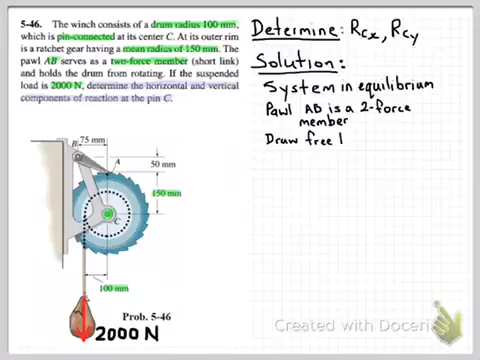 5-46. The winch consists of a drum radius 100 mm,
which is pin-connected at its center C. At its outer rim
is a ratchet gear having a mean radius of 150 mm. The
pawl AB serves as a two-force member (short link)
and holds the drum from rotating. If the suspended
load is 2000 N, determine the horizontal and vertical
components of reaction at the pin C.
75 mm
B
A
50 mm
150 mm
C
100 mm
Prob. 5-46
2000 N
Determine: Rcx, Rcy
Solution:
System in equilibrium
Pawl AB is a 2-force
member
Draw free
Created with Doceri